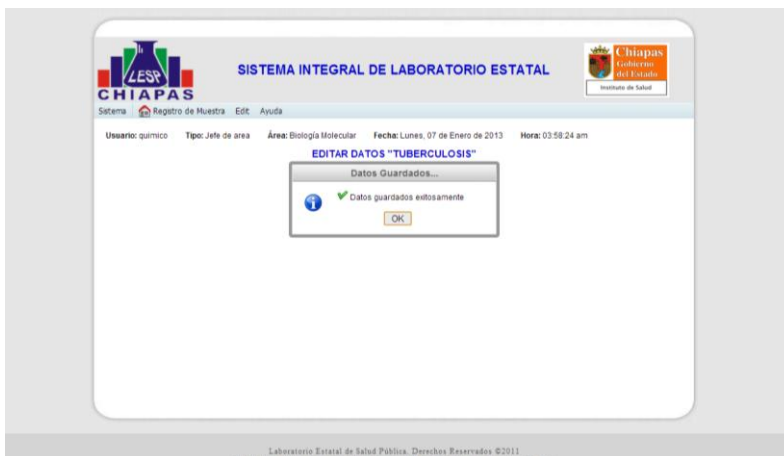 LESP
CHIAPAS
SISTEMA INTEGRAL DE LABORATORIO ESTATAL
Chiapas
Gobierno
del Estado
Instituto de Salud
Sistema Registro de Muestra Edit Ayuda
Usuario: quimico Tipo: Jefe de area Área: Biología Molecular Fecha: Lunes, 07 de Enero de 2013 Hora: 03:58:24 am
EDITAR DATOS "TUBERCULOSIS"
Datos Guardados...
Datos guardados exitosamente
OK
Laboratorio Estatal de Salud Pública. Derechos Reservados ©2011